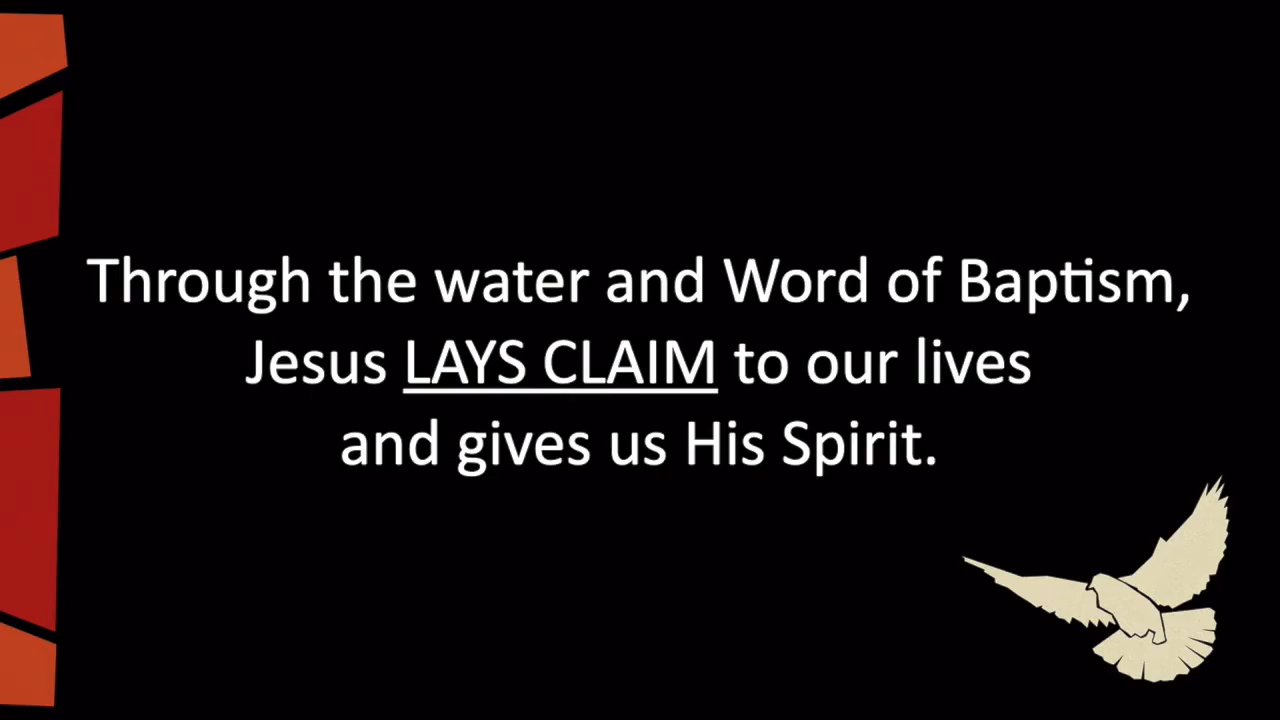 Through the water and Word of Baptism,
Jesus LAYS CLAIM to our lives
and gives us His Spirit.